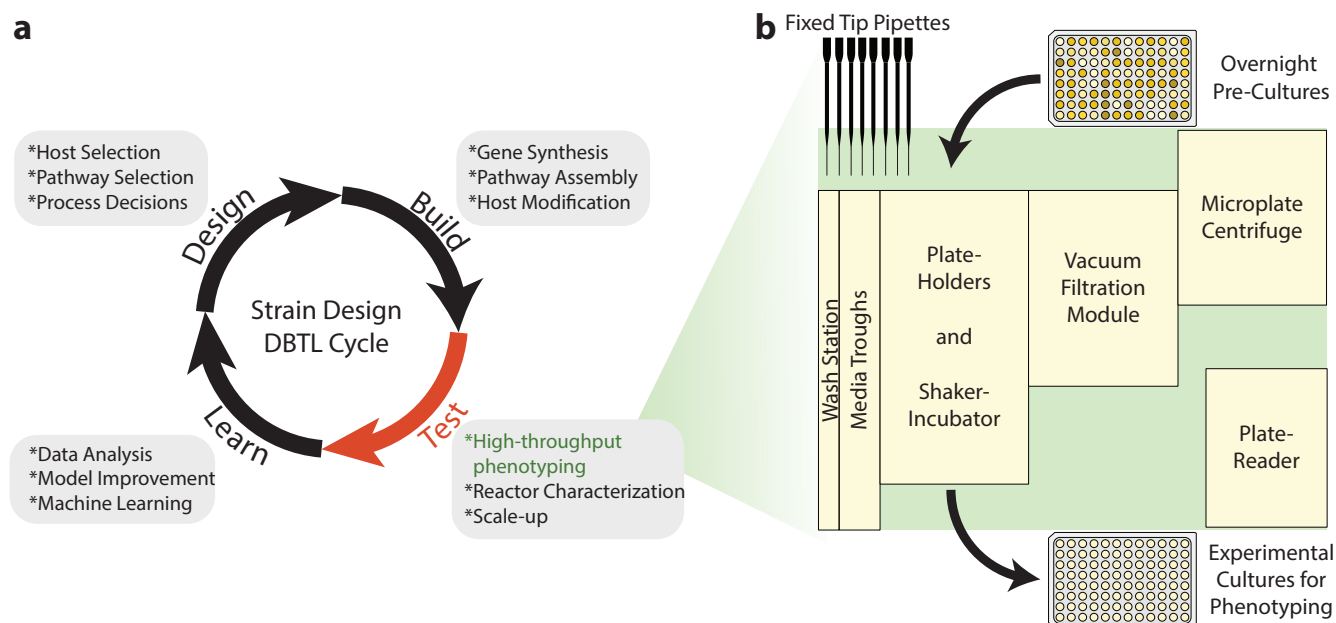 a
*Host Selection
*Pathway Selection
*Process Decisions
*Gene Synthesis
*Pathway Assembly
*Host Modification
Design
Build
Strain Design
DBTL Cycle
Learn
Test
*Data Analysis
*Model Improvement
*Machine Learning
*High-throughput
phenotyping
*Reactor Characterization
*Scale-up
b
Fixed Tip Pipettes
Overnight
Pre-Cultures
Wash Station
Media Troughs
Plate-
Holders
and
Shaker-
Incubator
Vacuum
Filtration
Module
Microplate
Centrifuge
Plate-
Reader
Experimental
Cultures for
Phenotyping